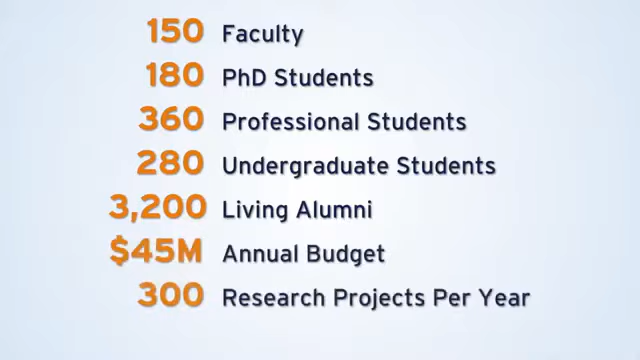 150 Faculty
180 PhD Students
360 Professional Students
280 Undergraduate Students
3,200 Living Alumni
$45M Annual Budget
300 Research Projects Per Year